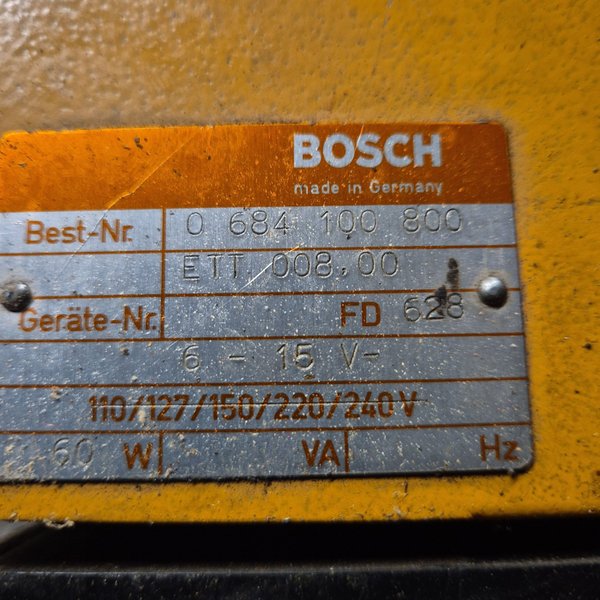 BOSCH
made in Germany
Best-Nr. 0 684 100 800
ETT 008,00
Geräte-Nr. FD 628
6 - 15 V-
110/127/150/220/240V
60 W VA Hz